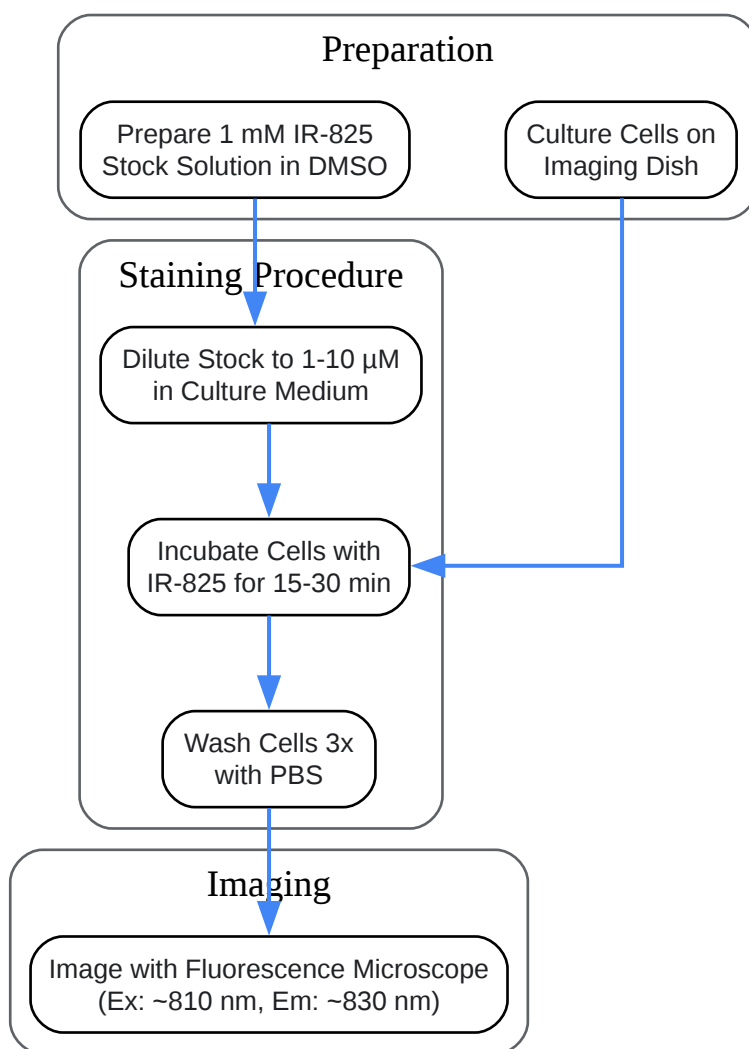 Preparation
Prepare 1 mM IR-825
Stock Solution in DMSO
Culture Cells on
Imaging Dish
Staining Procedure
Dilute Stock to 1-10 µM
in Culture Medium
Incubate Cells with
IR-825 for 15-30 min
Wash Cells 3x
with PBS
Imaging
Image with Fluorescence Microscope
(Ex: ~810 nm, Em: ~830 nm)